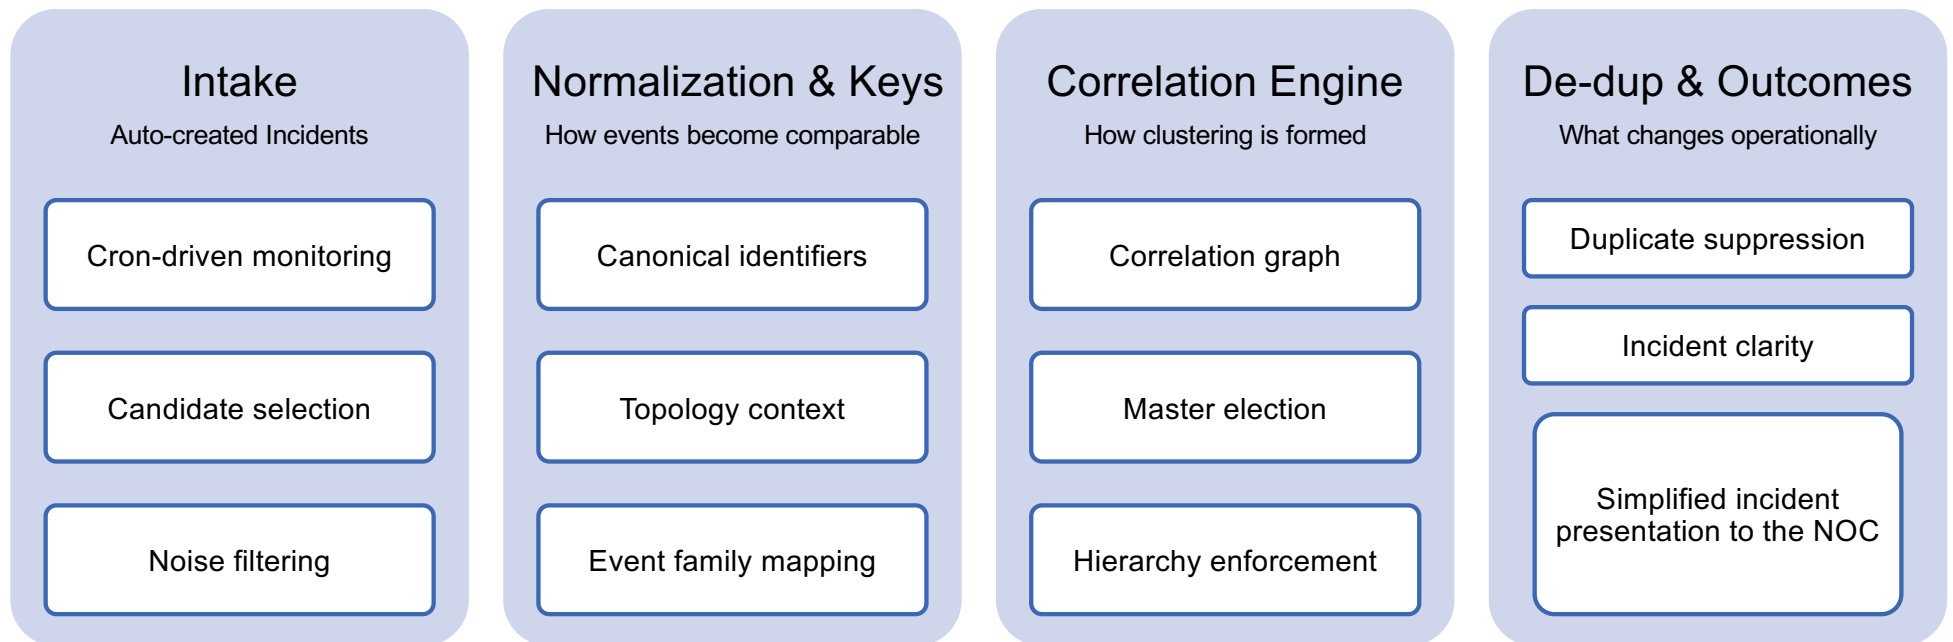 Intake
Auto-created Incidents
Cron-driven monitoring
Candidate selection
Noise filtering
Normalization & Keys
How events become comparable
Canonical identifiers
Topology context
Event family mapping
Correlation Engine
How clustering is formed
Correlation graph
Master election
Hierarchy enforcement
De-dup & Outcomes
What changes operationally
Duplicate suppression
Incident clarity
Simplified incident
presentation to the NOC